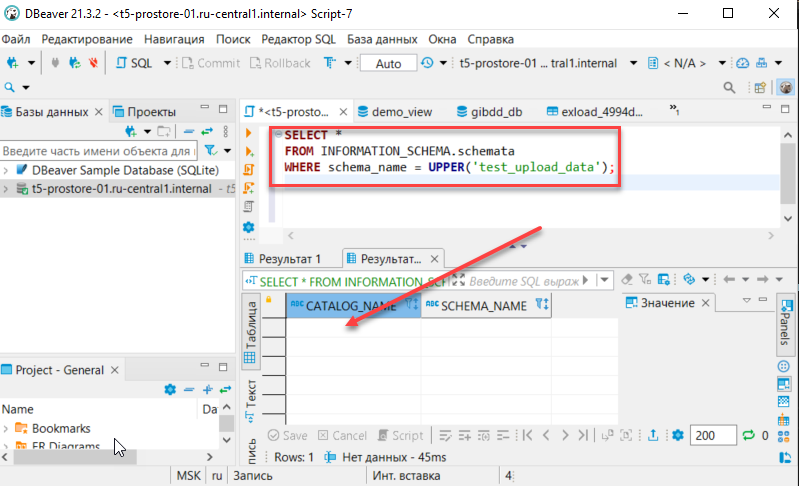 DBeaver 21.3.2 - <t5-prostore-01.ru-central1.internal> Script-7
Файл Редактирование Навигация Поиск Редактор SQL База данных Окна Справка
SQL Commit Rollback Auto t5-prostore-01 ... tral1.internal < N/A >
Базы данных Проекты
*<t5-prosto... demo_view gibdd_db exload_4994d... »1
Введите часть имени объекта для
DBeaver Sample Database (SQLite)
t5-prostore-01.ru-central1.internal - t5
SELECT *
FROM INFORMATION_SCHEMA.schemata
WHERE schema_name = UPPER('test_upload_data');
Результат 1 Результат...
SELECT * FROM INFORMATION_SCH Введите SQL выраж
Таблица
Текст
CATALOG_NAME SCHEMA_NAME
Значение
Panels
Project - General
Name Da
Bookmarks
ER Diagrams
Save Cancel Script 200 0
Rows: 1 Нет данных - 45ms
MSK ru Запись Инт. вставка 4